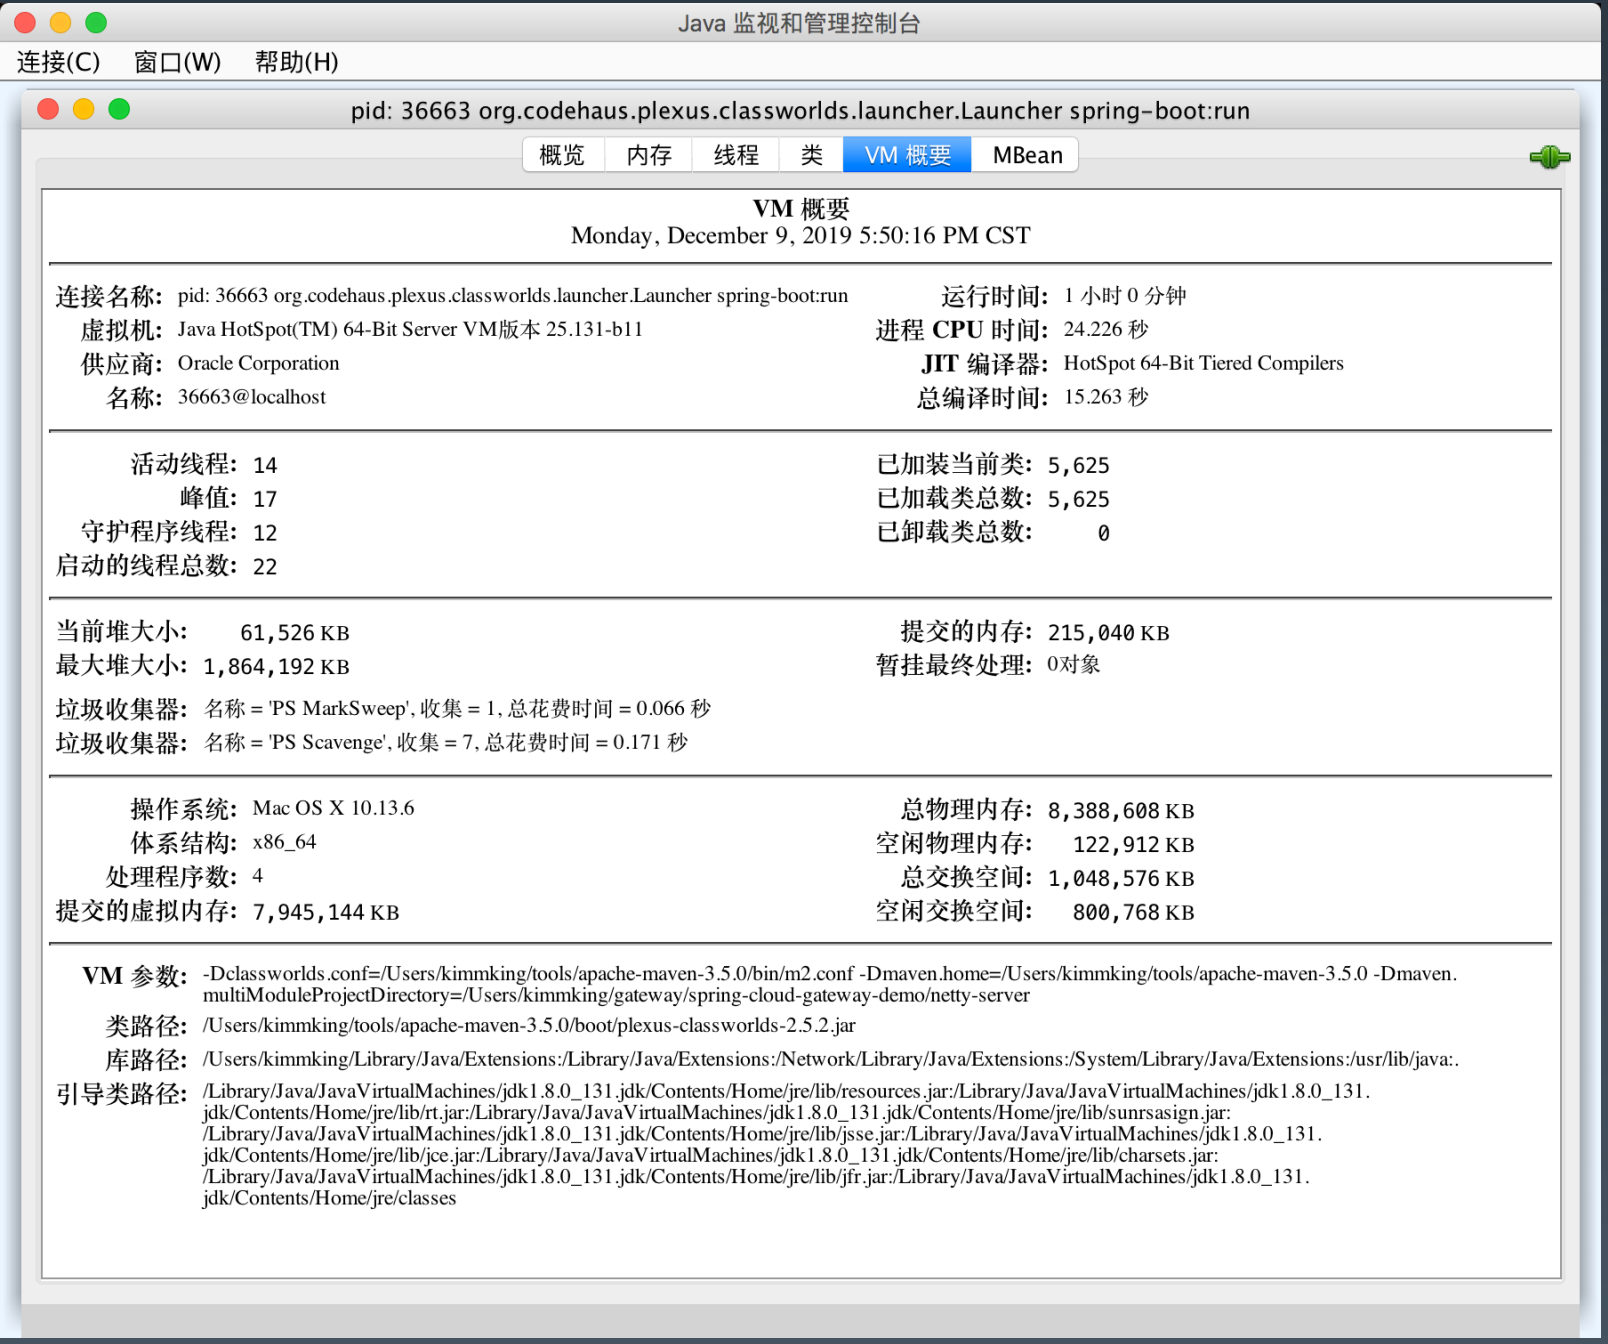 Java 监视和管理控制台
连接(C) 窗口(W) 帮助(H)
pid: 36663 org.codehaus.plexus.classworlds.launcher.Launcher spring-boot:run
概览 内存 线程 类 VM 概要 MBean
VM 概要
Monday, December 9, 2019 5:50:16 PM CST
连接名称: pid: 36663 org.codehaus.plexus.classworlds.launcher.Launcher spring-boot:run 运行时间: 1 小时 0 分钟
虚拟机: Java HotSpot(TM) 64-Bit Server VM版本 25.131-b11 进程 CPU 时间: 24.226 秒
供应商: Oracle Corporation JIT 编译器: HotSpot 64-Bit Tiered Compilers
名称: 36663@localhost 总编译时间: 15.263 秒
活动线程: 14 已加装当前类: 5,625
峰值: 17 已加载类总数: 5,625
守护程序线程: 12 已卸载类总数: 0
启动的线程总数: 22
当前堆大小: 61,526 KB 提交的内存: 215,040 KB
最大堆大小: 1,864,192 KB 暂挂最终处理: 0对象
垃圾收集器: 名称 = 'PS MarkSweep', 收集 = 1, 总花费时间 = 0.066 秒
垃圾收集器: 名称 = 'PS Scavenge', 收集 = 7, 总花费时间 = 0.171 秒
操作系统: Mac OS X 10.13.6 总物理内存: 8,388,608 KB
体系结构: x86_64 空闲物理内存: 122,912 KB
处理程序数: 4 总交换空间: 1,048,576 KB
提交的虚拟内存: 7,945,144 KB 空闲交换空间: 800,768 KB
VM 参数: -Dclassworlds.conf=/Users/kimmking/tools/apache-maven-3.5.0/bin/m2.conf -Dmaven.home=/Users/kimmking/tools/apache-maven-3.5.0 -Dmaven.
multiModuleProjectDirectory=/Users/kimmking/gateway/spring-cloud-gateway-demo/netty-server
类路径: /Users/kimmking/tools/apache-maven-3.5.0/boot/plexus-classworlds-2.5.2.jar
库路径: /Users/kimmking/Library/Java/Extensions:/Library/Java/Extensions:/Network/Library/Java/Extensions:/System/Library/Java/Extensions:/usr/lib/java:.
引导类路径: /Library/Java/JavaVirtualMachines/jdk1.8.0_131.jdk/Contents/Home/jre/lib/resources.jar:/Library/Java/JavaVirtualMachines/jdk1.8.0_131.
jdk/Contents/Home/jre/lib/rt.jar:/Library/Java/JavaVirtualMachines/jdk1.8.0_131.jdk/Contents/Home/jre/lib/sunrsasign.jar:
/Library/Java/JavaVirtualMachines/jdk1.8.0_131.jdk/Contents/Home/jre/lib/jsse.jar:/Library/Java/JavaVirtualMachines/jdk1.8.0_131.
jdk/Contents/Home/jre/lib/jce.jar:/Library/Java/JavaVirtualMachines/jdk1.8.0_131.jdk/Contents/Home/jre/lib/charsets.jar:
/Library/Java/JavaVirtualMachines/jdk1.8.0_131.jdk/Contents/Home/jre/lib/jfr.jar:/Library/Java/JavaVirtualMachines/jdk1.8.0_131.
jdk/Contents/Home/jre/classes